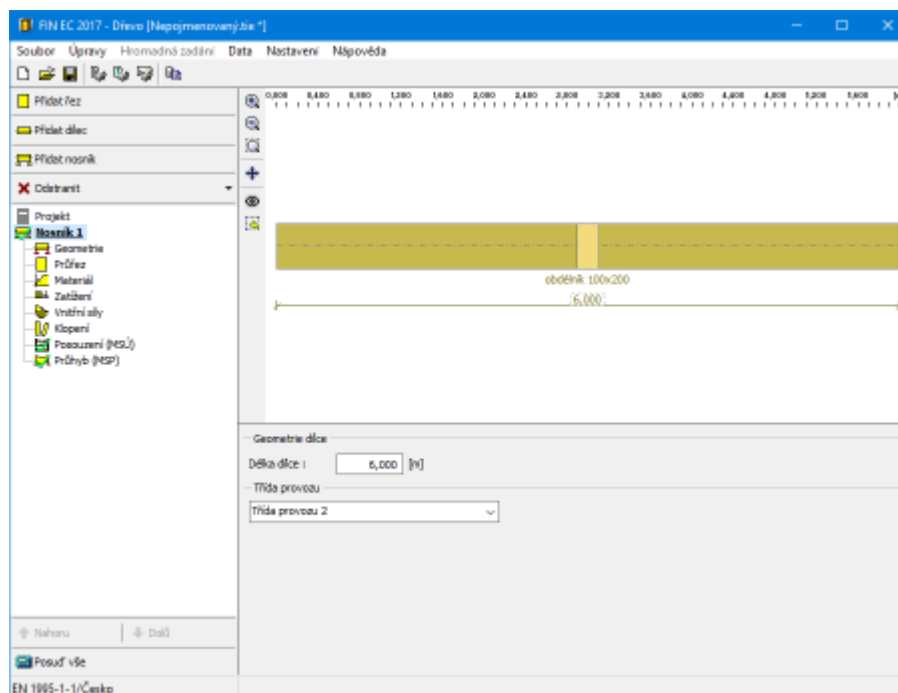 FIN EC 2017 - Dřevo [Nepojmenovaný.tie *]
Soubor Úpravy Hromadná zadání Data Nastavení Nápověda
Přidat řez
Přidat dílec
Přidat nosník
Odstranit
Projekt
Nosník 1
Geometrie
Průřez
Materiál
Zatížení
Vnitřní síly
Klopení
Posouzení (MSÚ)
Průhyb (MSP)
obdélník 100x200
6,000
Geometrie dílce
Délka dílce : 6,000 [m]
Třída provozu
Třída provozu 2
Nahoru Dolů
Posuď vše
EN 1995-1-1/Česko